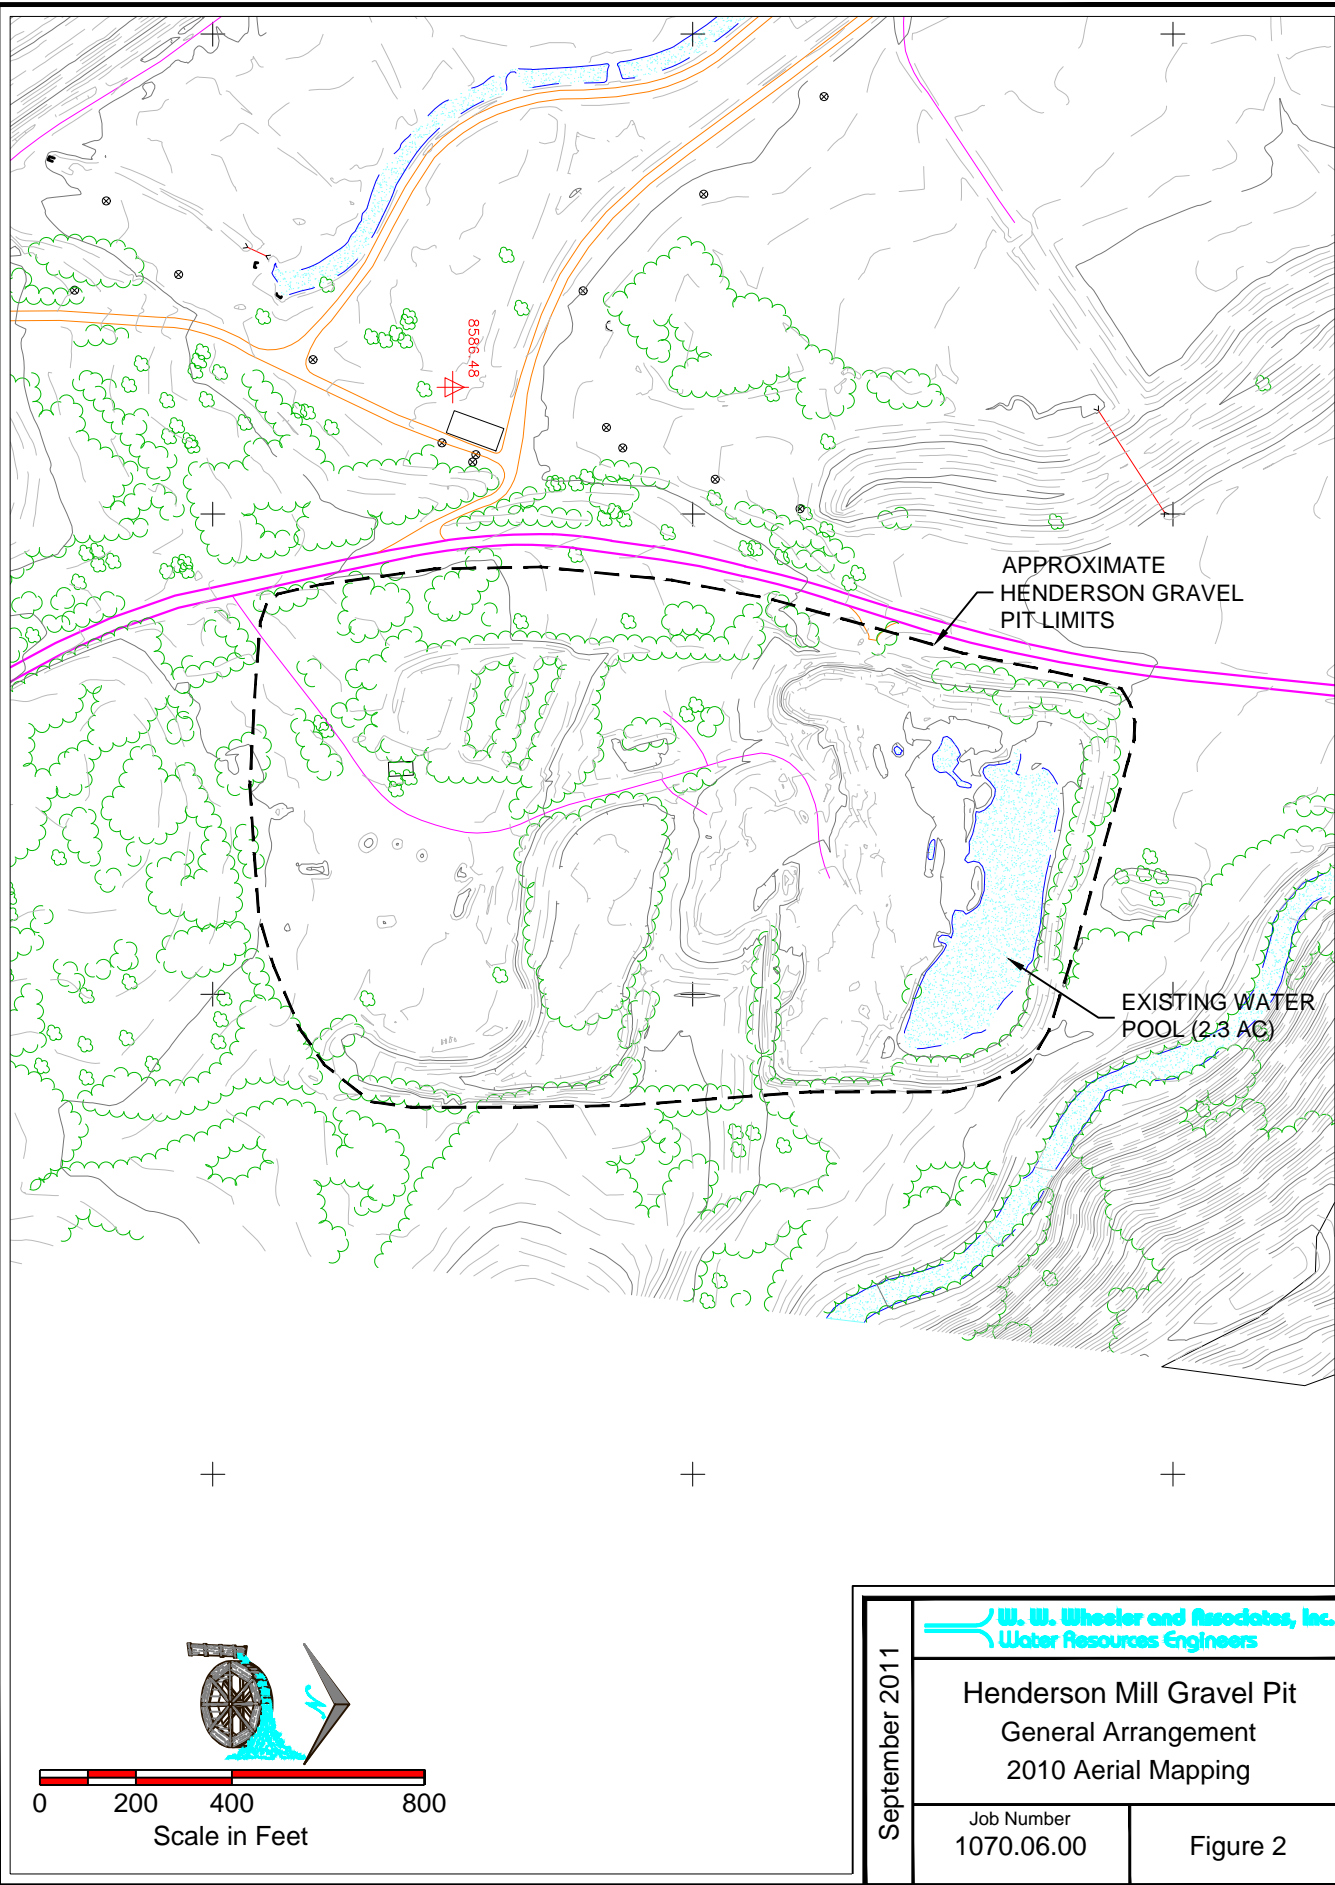 8586.48
APPROXIMATE
HENDERSON GRAVEL
PIT LIMITS
EXISTING WATER
POOL (2.3 AC)
N
0 200 400 800
Scale in Feet
September 2011
W. W. Wheeler and Associates, Inc.
Water Resources Engineers
Henderson Mill Gravel Pit
General Arrangement
2010 Aerial Mapping
Job Number
1070.06.00
Figure 2